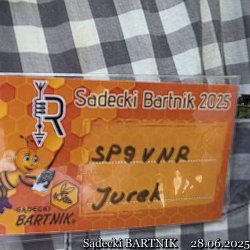 R
Sądecki Bartnik 2025
SP9VNR
Jurek
SĄDECKI
BARTNIK
Sądecki BARTNIK 28.06.2025